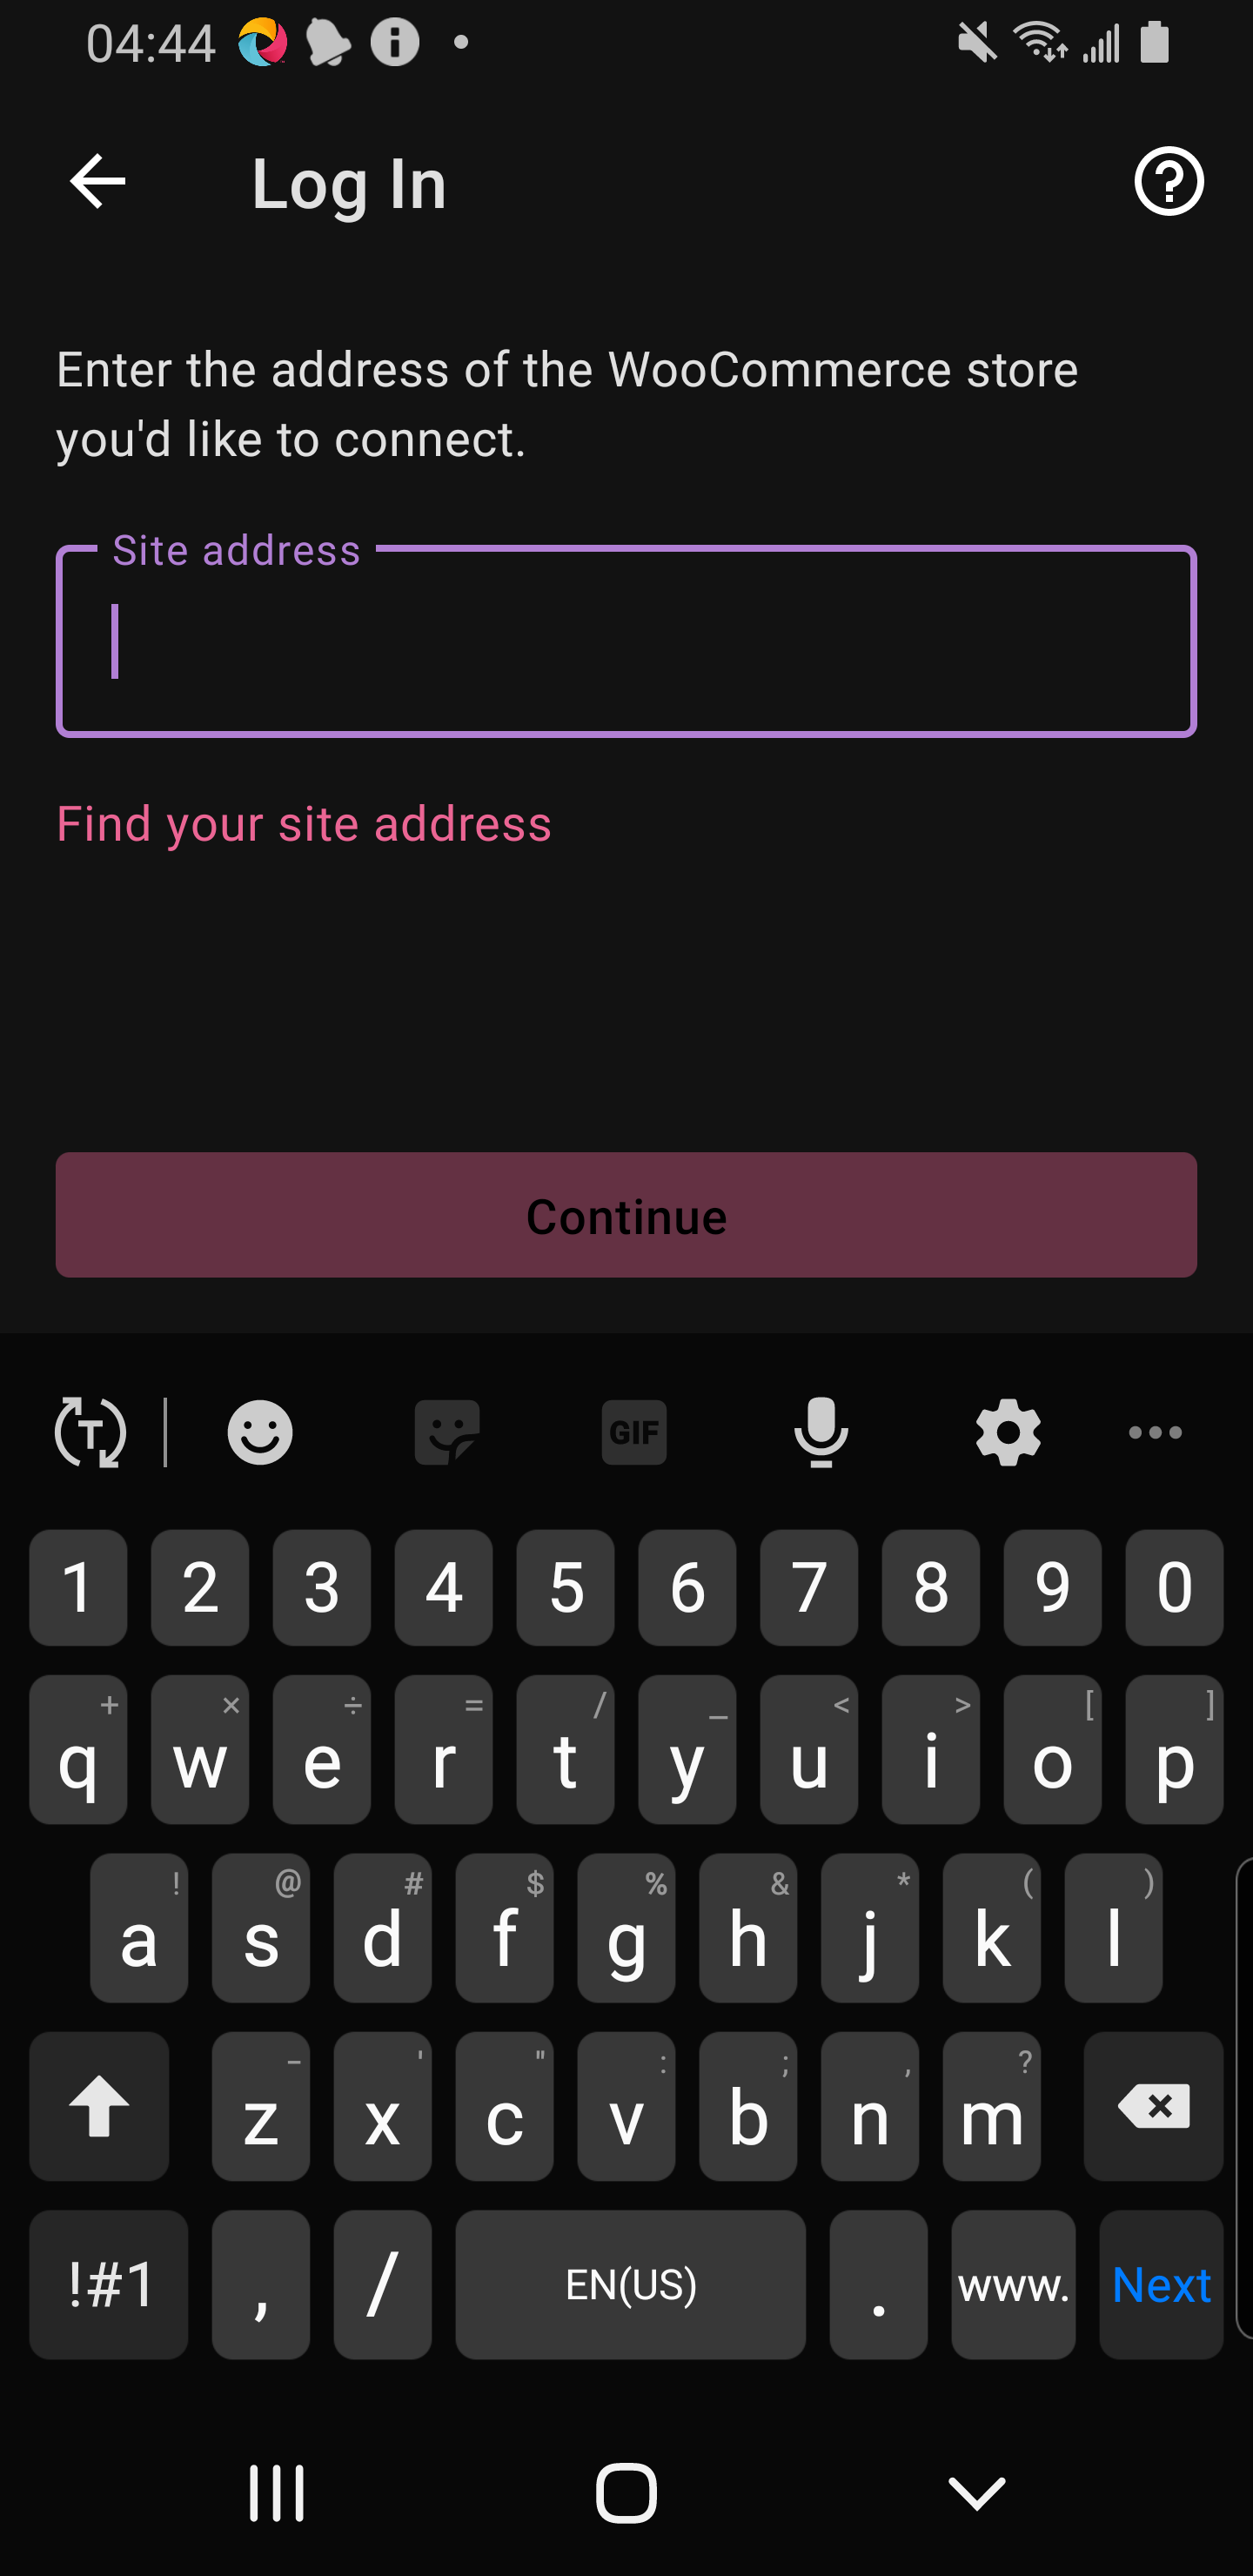 04:44
Log In
Enter the address of the WooCommerce store
you'd like to connect.
Site address
Find your site address
Continue
T GIF
1 2 3 4 5 6 7 8 9 0
+ × ÷ = / _ < > [ ]
q w e r t y u i o p
! @ # $ % & * ( )
a s d f g h j k l
- ' " : ; , ?
z x c v b n m
!#1 , / EN(US) . www. Next